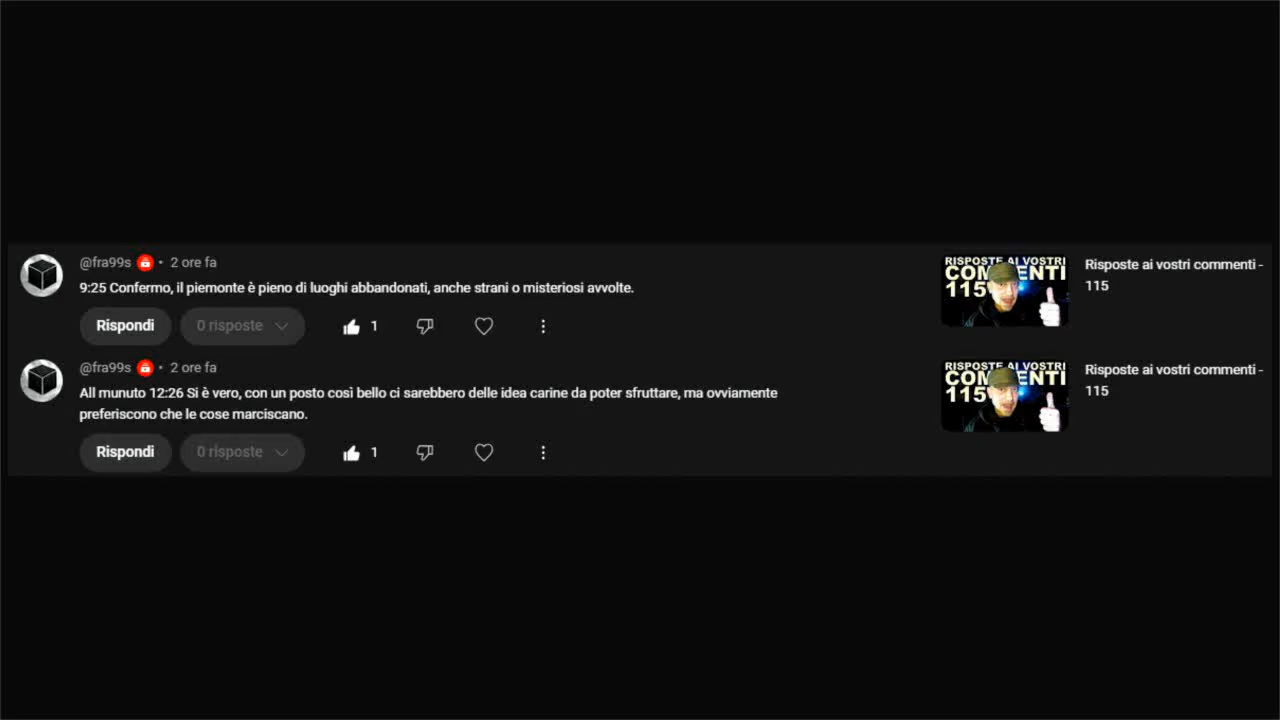 @fra99s • 2 ore fa
9:25 Confermo, il piemonte è pieno di luoghi abbandonati, anche strani o misteriosi avvolte.
Rispondi 0 risposte 1
RISPOSTE AI VOSTRI
COMMENTI
115
Risposte ai vostri commenti -
115
@fra99s • 2 ore fa
All munuto 12:26 Si è vero, con un posto così bello ci sarebbero delle idea carine da poter sfruttare, ma ovviamente
preferiscono che le cose marciscano.
Rispondi 0 risposte 1
RISPOSTE AI VOSTRI
COMMENTI
115
Risposte ai vostri commenti -
115